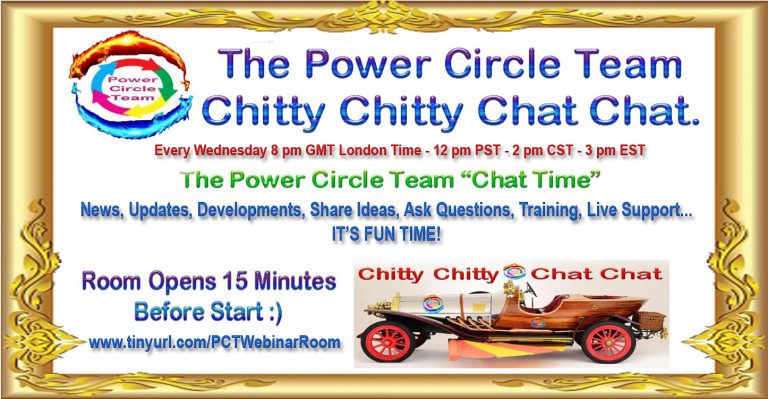 Power
Circle
Team
The Power Circle Team
Chitty Chitty Chat Chat.
Every Wednesday 8 pm GMT London Time - 12 pm PST - 2 pm CST - 3 pm EST
The Power Circle Team “Chat Time”
News, Updates, Developments, Share Ideas, Ask Questions, Training, Live Support...
IT'S FUN TIME!
Room Opens 15 Minutes
Before Start :)
www.tinyurl.com/PCTWebinarRoom
Chitty Chitty Chat Chat